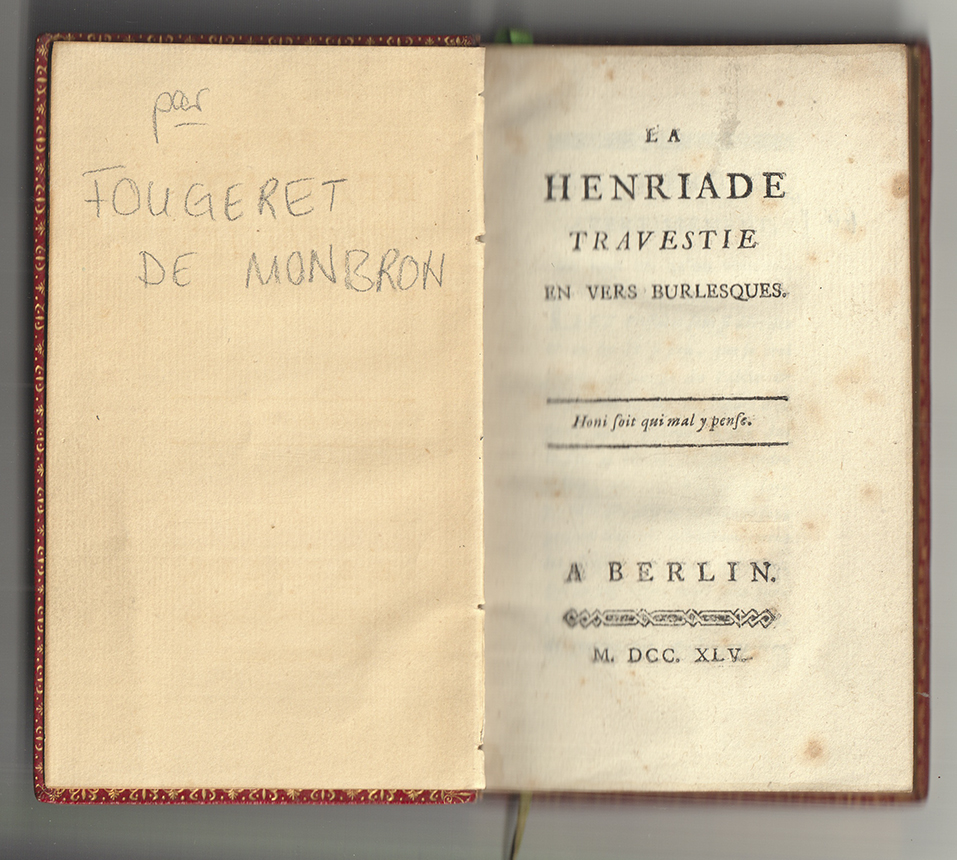 par
FOUGERET
DE MONBRON
LA
HENRIADE
TRAVESTIE
EN VERS BURLESQUES.
Honi ſoit qui mal y penſe.
A BERLIN.
M. DCC. XLV.